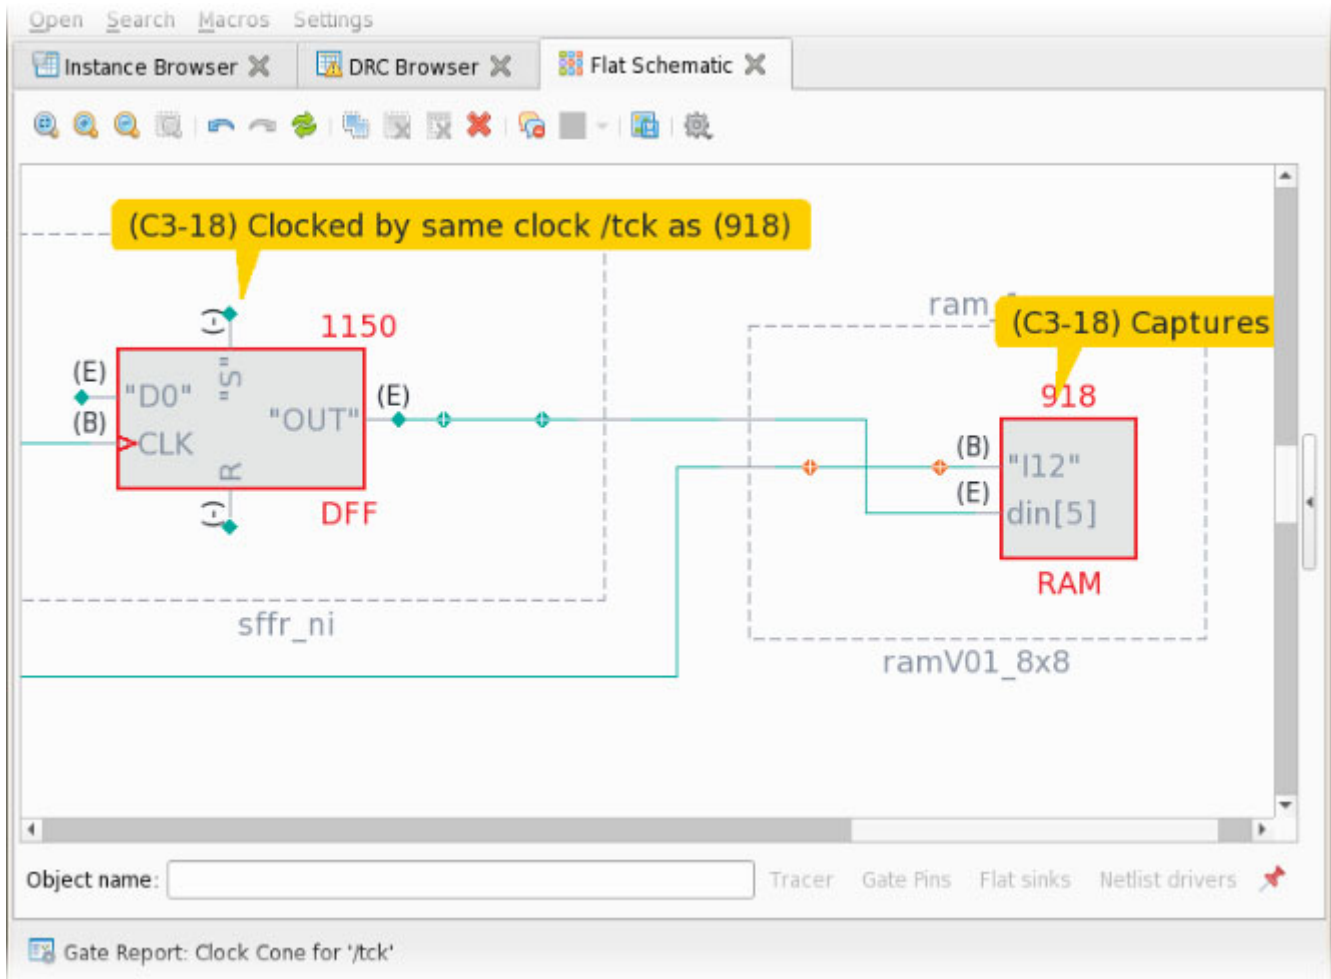 Open Search Macros Settings
Instance Browser DRC Browser Flat Schematic
(C3-18) Clocked by same clock /tck as (918)
ram_
(C3-18) Captures
(-)
1150
(E) "D0" "S" (E)
"OUT"
(B) CLK
R
(-)
DFF
918
(B) "I12"
(E) din[5]
RAM
sffr_ni
ramV01_8x8
Object name: Tracer Gate Pins Flat sinks Netlist drivers
Gate Report: Clock Cone for '/tck'